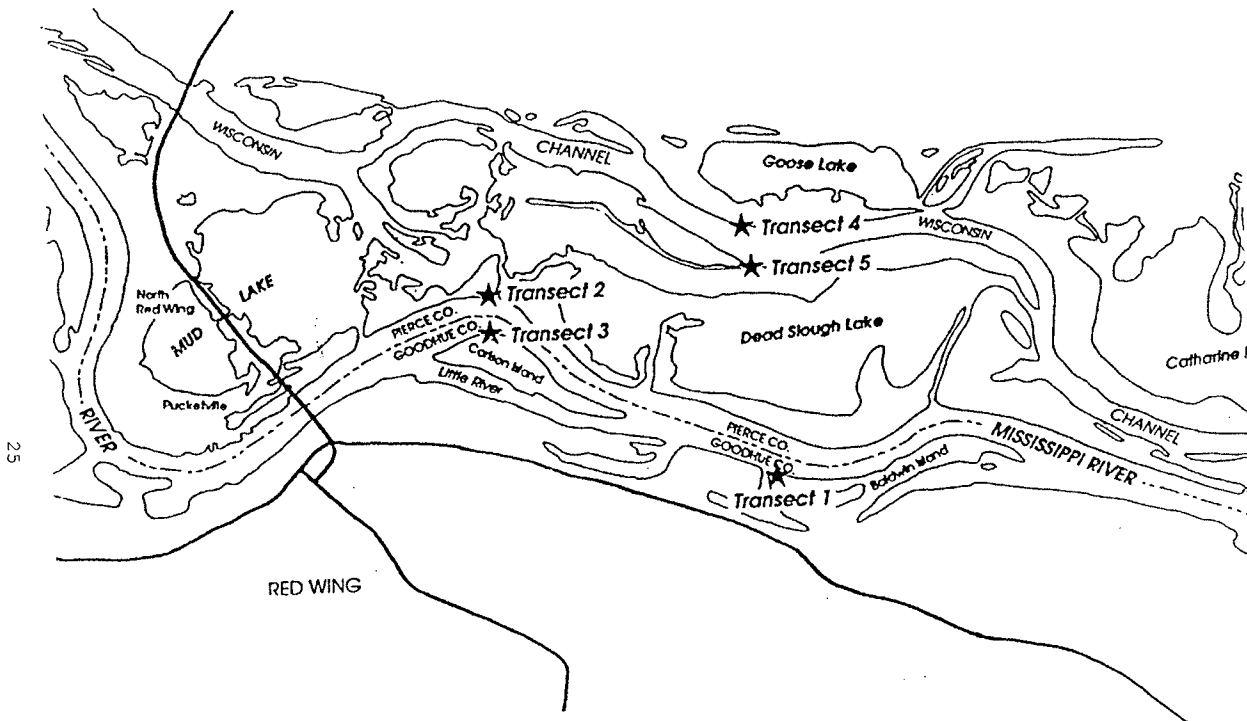 WISCONSIN
CHANNEL
Goose Lake
Transect 4
WISCONSIN
Transect 5
North
Red Wing
LAKE
MUD
Transect 2
PIERCE CO.
GOODHUE CO.
Transect 3
Carlson Island
Little River
Dead Slough Lake
Catharine
Pucketville
RIVER
PIERCE CO.
GOODHUE CO.
CHANNEL
MISSISSIPPI RIVER
Baldwin Island
Transect 1
25
RED WING